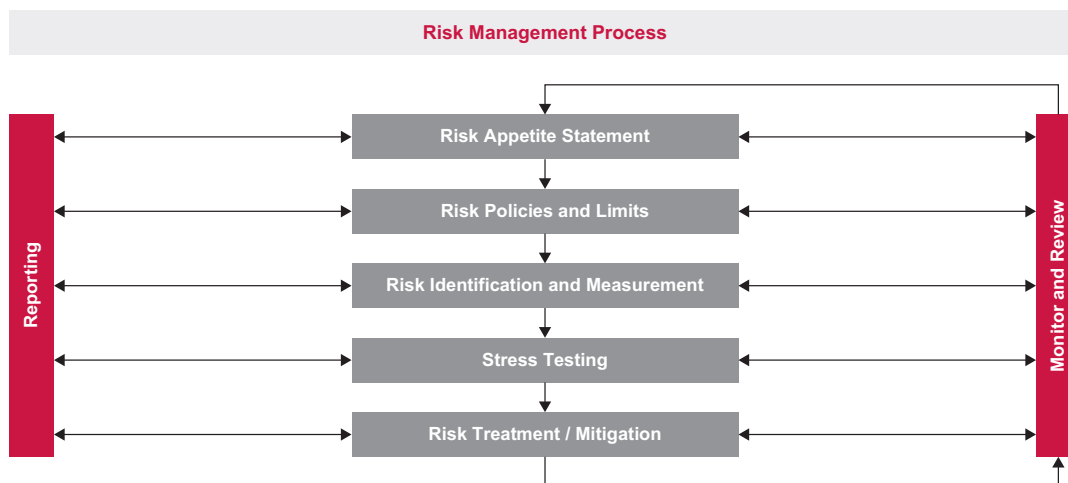 Risk Management Process
Risk Appetite Statement
Risk Policies and Limits
Risk Identification and Measurement
Stress Testing
Risk Treatment / Mitigation
Reporting
Monitor and Review